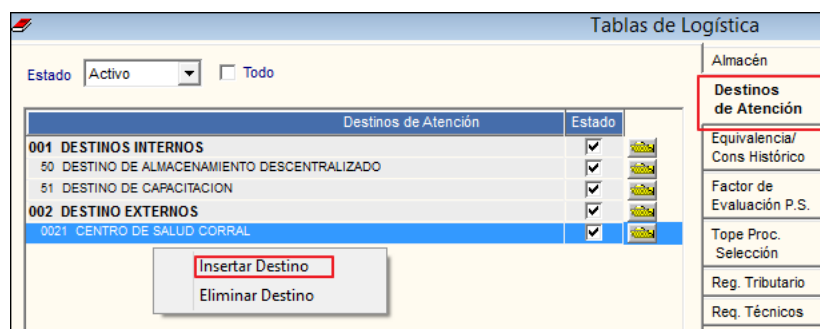 Tablas de Logística
Estado Activo Todo
Destinos de Atención Estado
001 DESTINOS INTERNOS
50 DESTINO DE ALMACENAMIENTO DESCENTRALIZADO
51 DESTINO DE CAPACITACION
002 DESTINO EXTERNOS
0021 CENTRO DE SALUD CORRAL
Insertar Destino
Eliminar Destino
Almacén
Destinos
de Atención
Equivalencia/
Cons Histórico
Factor de
Evaluación P.S.
Tope Proc.
Selección
Reg. Tributario
Req. Técnicos